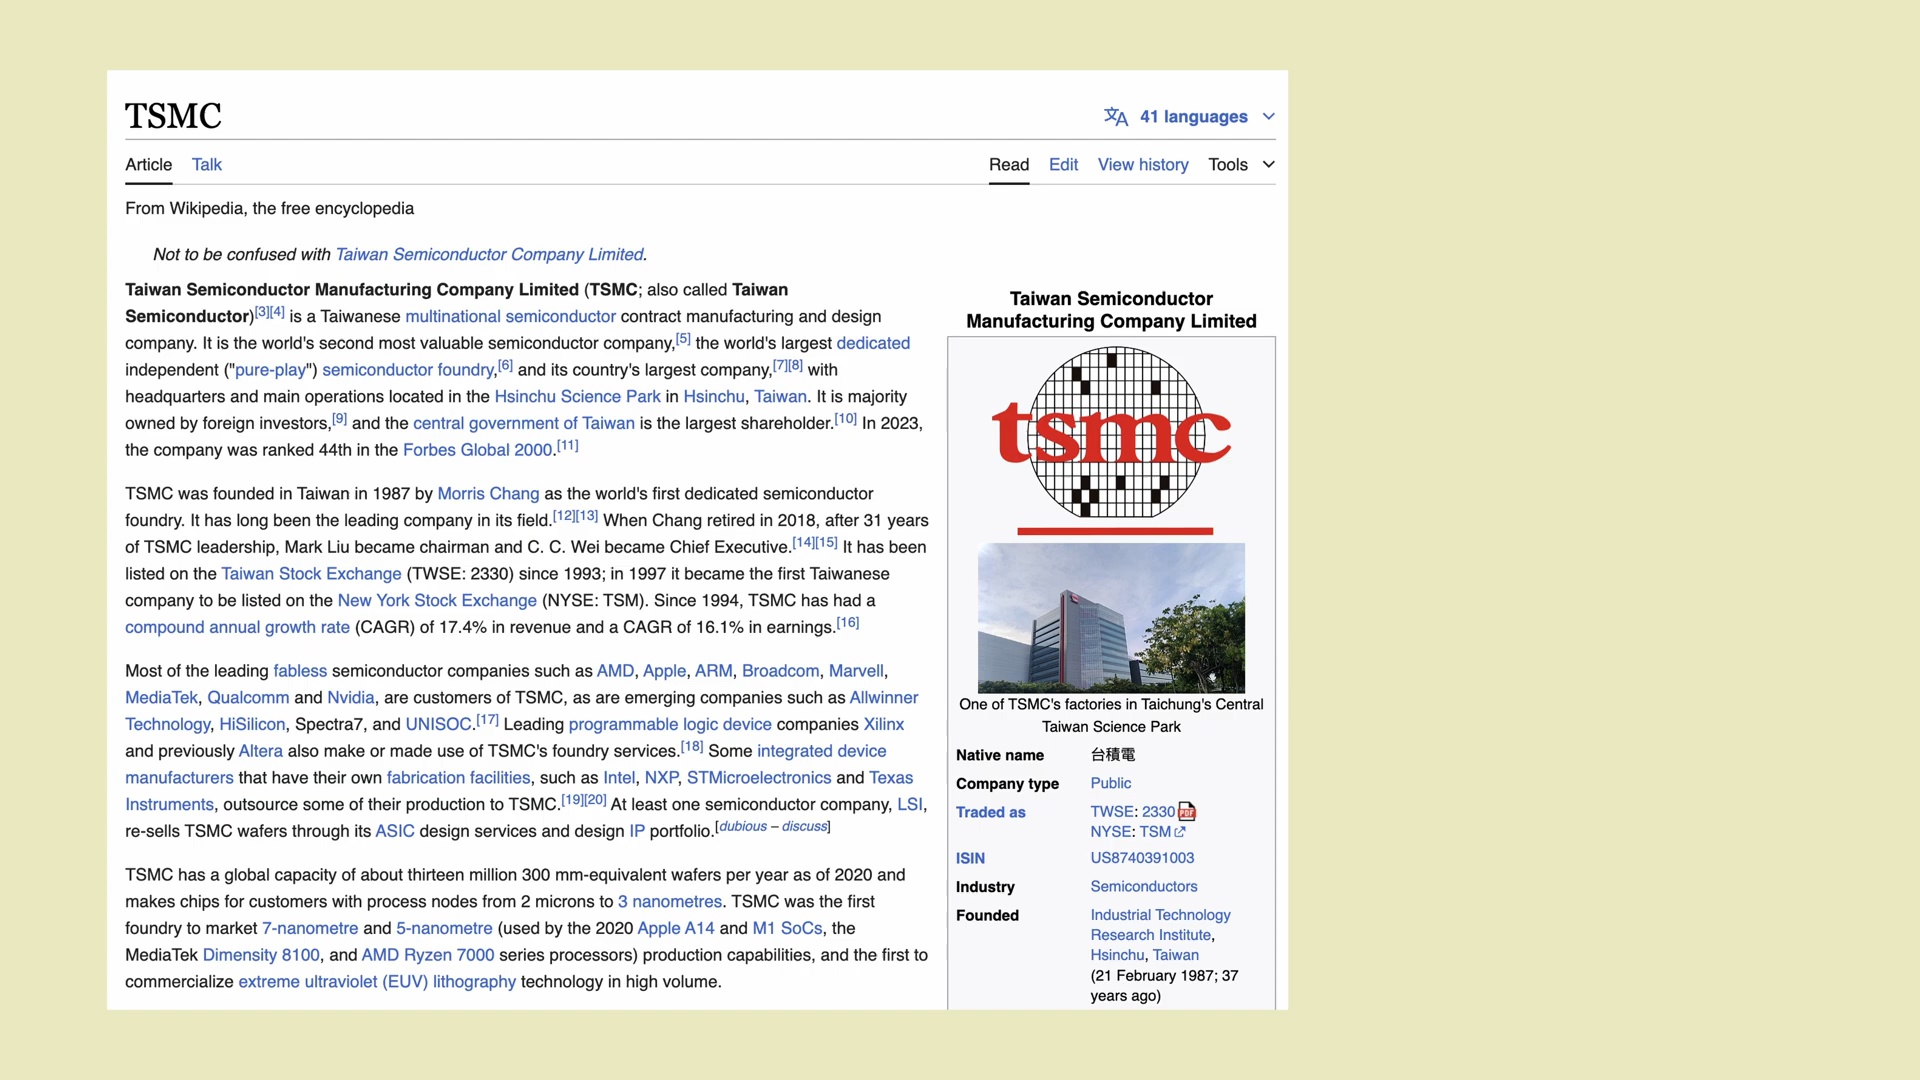 TSMC
41 languages
Article Talk Read Edit View history Tools
From Wikipedia, the free encyclopedia
Not to be confused with Taiwan Semiconductor Company Limited.
Taiwan Semiconductor Manufacturing Company Limited (TSMC; also called Taiwan
Semiconductor)[3][4] is a Taiwanese multinational semiconductor contract manufacturing and design
company. It is the world's second most valuable semiconductor company,[5] the world's largest dedicated
independent ("pure-play") semiconductor foundry,[6] and its country's largest company,[7][8] with
headquarters and main operations located in the Hsinchu Science Park in Hsinchu, Taiwan. It is majority
owned by foreign investors,[9] and the central government of Taiwan is the largest shareholder.[10] In 2023,
the company was ranked 44th in the Forbes Global 2000.[11]
TSMC was founded in Taiwan in 1987 by Morris Chang as the world's first dedicated semiconductor
foundry. It has long been the leading company in its field.[12][13] When Chang retired in 2018, after 31 years
of TSMC leadership, Mark Liu became chairman and C. C. Wei became Chief Executive.[14][15] It has been
listed on the Taiwan Stock Exchange (TWSE: 2330) since 1993; in 1997 it became the first Taiwanese
company to be listed on the New York Stock Exchange (NYSE: TSM). Since 1994, TSMC has had a
compound annual growth rate (CAGR) of 17.4% in revenue and a CAGR of 16.1% in earnings.[16]
Most of the leading fabless semiconductor companies such as AMD, Apple, ARM, Broadcom, Marvell,
MediaTek, Qualcomm and Nvidia, are customers of TSMC, as are emerging companies such as Allwinner
Technology, HiSilicon, Spectra7, and UNISOC.[17] Leading programmable logic device companies Xilinx
and previously Altera also make or made use of TSMC's foundry services.[18] Some integrated device
manufacturers that have their own fabrication facilities, such as Intel, NXP, STMicroelectronics and Texas
Instruments, outsource some of their production to TSMC.[19][20] At least one semiconductor company, LSI,
re-sells TSMC wafers through its ASIC design services and design IP portfolio.[dubious – discuss]
TSMC has a global capacity of about thirteen million 300 mm-equivalent wafers per year as of 2020 and
makes chips for customers with process nodes from 2 microns to 3 nanometres. TSMC was the first
foundry to market 7-nanometre and 5-nanometre (used by the 2020 Apple A14 and M1 SoCs, the
MediaTek Dimensity 8100, and AMD Ryzen 7000 series processors) production capabilities, and the first to
commercialize extreme ultraviolet (EUV) lithography technology in high volume.
Taiwan Semiconductor
Manufacturing Company Limited
tsmc
One of TSMC's factories in Taichung's Central
Taiwan Science Park
Native name 台積電
Company type Public
Traded as TWSE: 2330 PDF
NYSE: TSM
ISIN US8740391003
Industry Semiconductors
Founded Industrial Technology
Research Institute,
Hsinchu, Taiwan
(21 February 1987; 37
years ago)